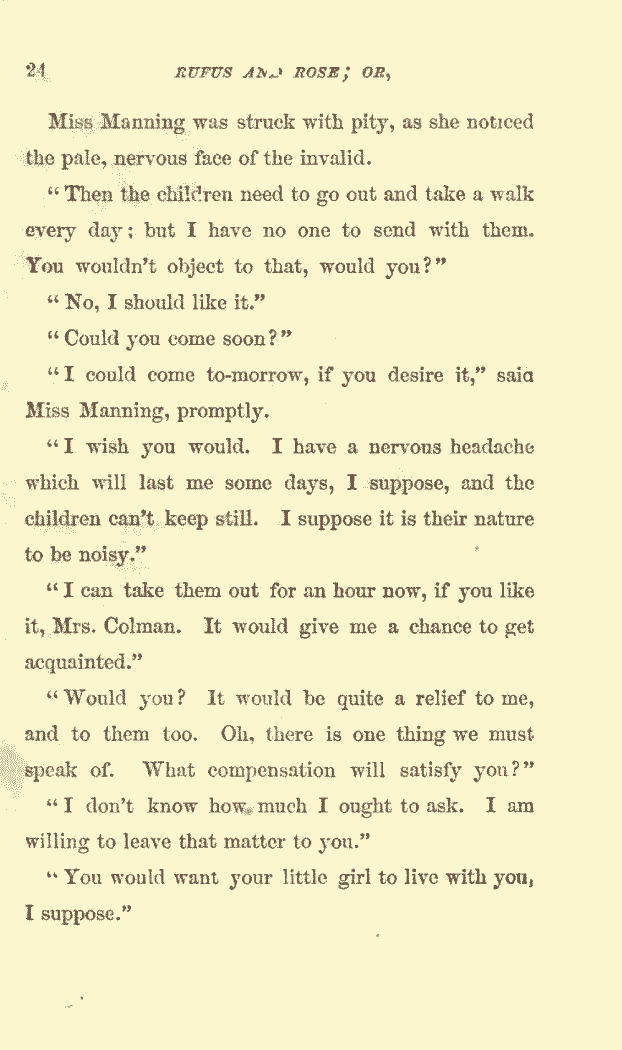 24 RUFUS AND ROSE; OR,
Miss Manning was struck with pity, as she noticed
the pale, nervous face of the invalid.
“Then the children need to go out and take a walk
every day; but I have no one to send with them.
You wouldn’t object to that, would you?”
“No, I should like it.”
“Could you come soon?”
“I could come to-morrow, if you desire it,” said
Miss Manning, promptly.
“I wish you would. I have a nervous headache
which will last me some days, I suppose, and the
children can’t keep still. I suppose it is their nature
to be noisy.”
“I can take them out for an hour now, if you like
it, Mrs. Colman. It would give me a chance to get
acquainted.”
“Would you? It would be quite a relief to me,
and to them too. Oh, there is one thing we must
speak of. What compensation will satisfy you?”
“I don’t know how much I ought to ask. I am
willing to leave that matter to you.”
“You would want your little girl to live with you,
I suppose.”